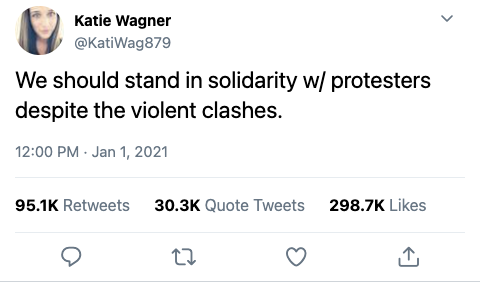 Katie Wagner
@KatiWag879
We should stand in solidarity w/ protesters
despite the violent clashes.
12:00 PM · Jan 1, 2021
95.1K Retweets 30.3K Quote Tweets 298.7K Likes